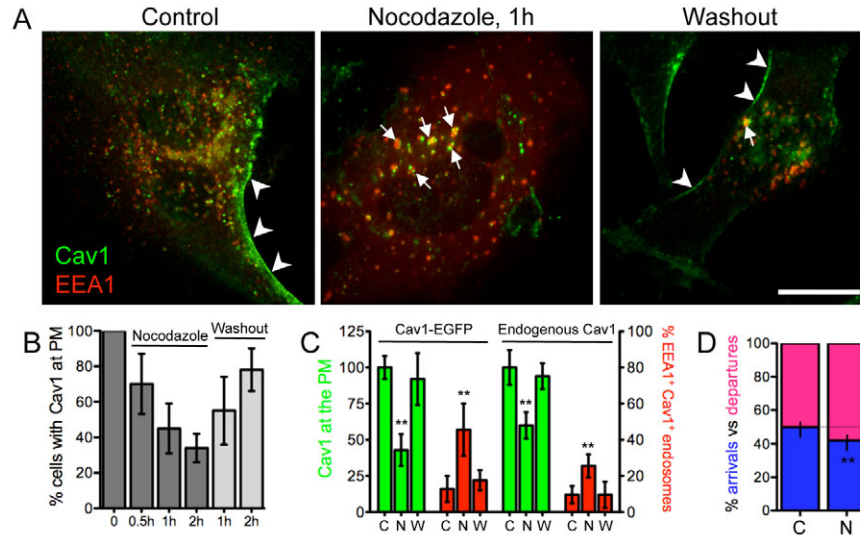 A
Control
Nocodazole, 1h
Washout
Cav1
EEA1
B
% cells with Cav1 at PM
100
80
60
40
20
0
Nocodazole
Washout
0 0.5h 1h 2h 1h 2h
C
Cav1 at the PM
125
100
75
50
25
0
Cav1-EGFP
Endogenous Cav1
** ** ** **
C N W C N W C N W C N W
100
80
60
40
20
0
% EEA1+ Cav1+ endosomes
D
% arrivals vs departures
100
80
60
40
20
0
**
C N